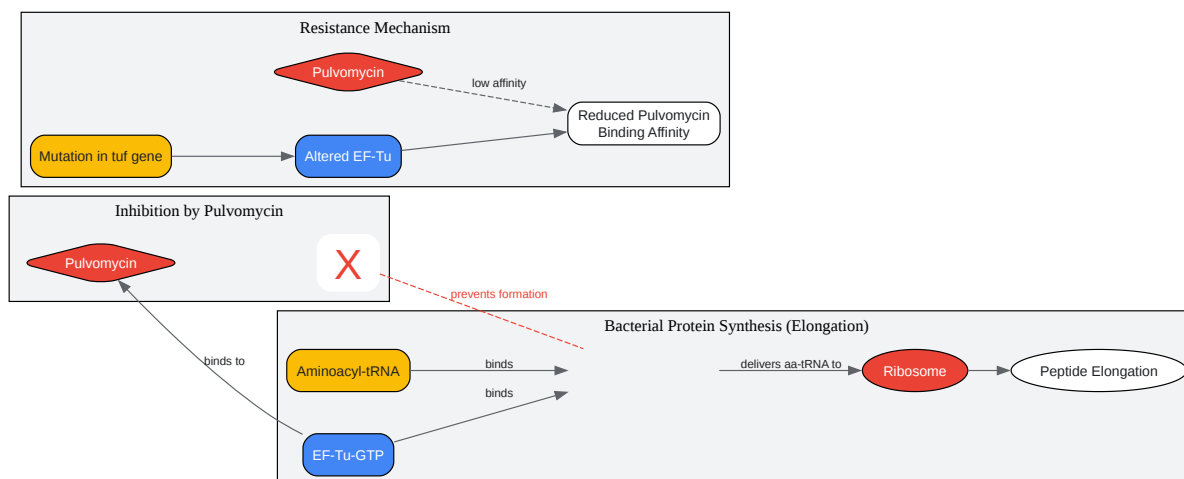 Resistance Mechanism
Pulvomycin
low affinity
Reduced Pulvomycin
Binding Affinity
Mutation in tuf gene
Altered EF-Tu
Inhibition by Pulvomycin
Pulvomycin
X
prevents formation
Bacterial Protein Synthesis (Elongation)
binds to
Aminoacyl-tRNA
binds
delivers aa-tRNA to
Ribosome
Peptide Elongation
binds
EF-Tu-GTP